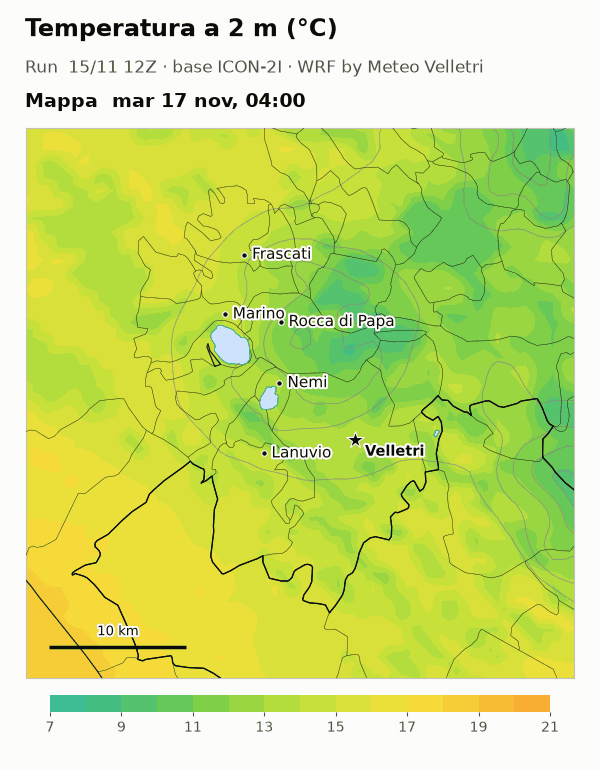 Temperatura a 2 m (°C)
Run  15/11 12Z · base ICON-2I · WRF by Meteo Velletri
Mappa  mar 17 nov, 04:00
Frascati
Marino
Rocca di Papa
Nemi
Velletri
Lanuvio
10 km
7 9 11 13 15 17 19 21